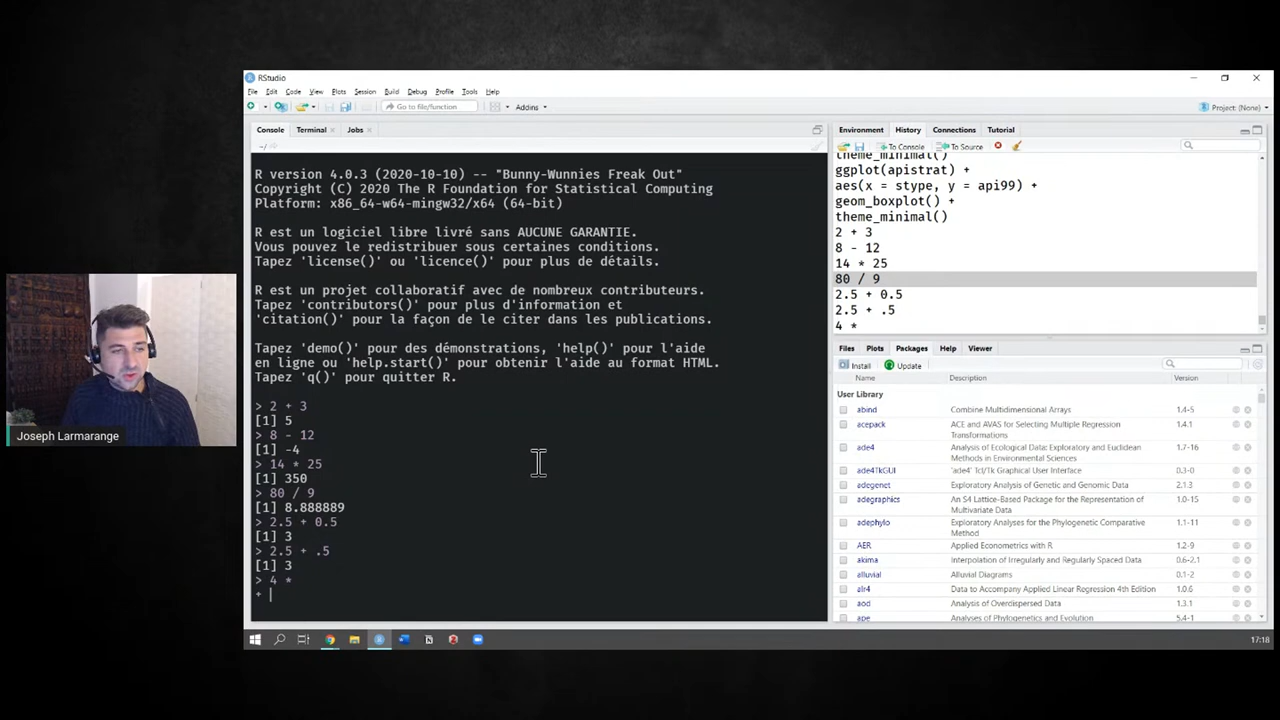 RStudio
File Edit Code View Plots Session Build Debug Profile Tools Help
Go to file/function
Addins
Project: (None)
Console Terminal Jobs
~/
R version 4.0.3 (2020-10-10) -- "Bunny-Wunnies Freak Out"
Copyright (C) 2020 The R Foundation for Statistical Computing
Platform: x86_64-w64-mingw32/x64 (64-bit)
R est un logiciel libre livré sans AUCUNE GARANTIE.
Vous pouvez le redistribuer sous certaines conditions.
Tapez 'license()' ou 'licence()' pour plus de détails.
R est un projet collaboratif avec de nombreux contributeurs.
Tapez 'contributors()' pour plus d'information et
'citation()' pour la façon de le citer dans les publications.
Tapez 'demo()' pour des démonstrations, 'help()' pour l'aide
en ligne ou 'help.start()' pour obtenir l'aide au format HTML.
Tapez 'q()' pour quitter R.
> 2 + 3
[1] 5
> 8 - 12
[1] -4
> 14 * 25
[1] 350
> 80 / 9
[1] 8.888889
> 2.5 + 0.5
[1] 3
> 2.5 + .5
[1] 3
> 4 *
+
Environment History Connections Tutorial
To Console To Source
theme_minimal()
ggplot(apistrat) +
aes(x = stype, y = api99) +
geom_boxplot() +
theme_minimal()
2 + 3
8 - 12
14 * 25
80 / 9
2.5 + 0.5
2.5 + .5
4 *
Files Plots Packages Help Viewer
Install Update
Name Description Version
User Library
abind Combine Multidimensional Arrays 1.4-5
acepack ACE and AVAS for Selecting Multiple Regression Transformations 1.4.1
ade4 Analysis of Ecological Data: Exploratory and Euclidean Methods in Environmental Sciences 1.7-16
ade4TkGUI 'ade4' Tcl/Tk Graphical User Interface 0.3-0
adegenet Exploratory Analysis of Genetic and Genomic Data 2.1.3
adegraphics An S4 Lattice-Based Package for the Representation of Multivariate Data 1.0-15
adephylo Exploratory Analyses for the Phylogenetic Comparative Method 1.1-11
AER Applied Econometrics with R 1.2-9
akima Interpolation of Irregularly and Regularly Spaced Data 0.6-2.1
alluvial Alluvial Diagrams 0.1-2
alr4 Data to Accompany Applied Linear Regression 4th Edition 1.0.6
aod Analysis of Overdispersed Data 1.3.1
ape Analyses of Phylogenetics and Evolution 5.4-1
Joseph Larmarange
17:18